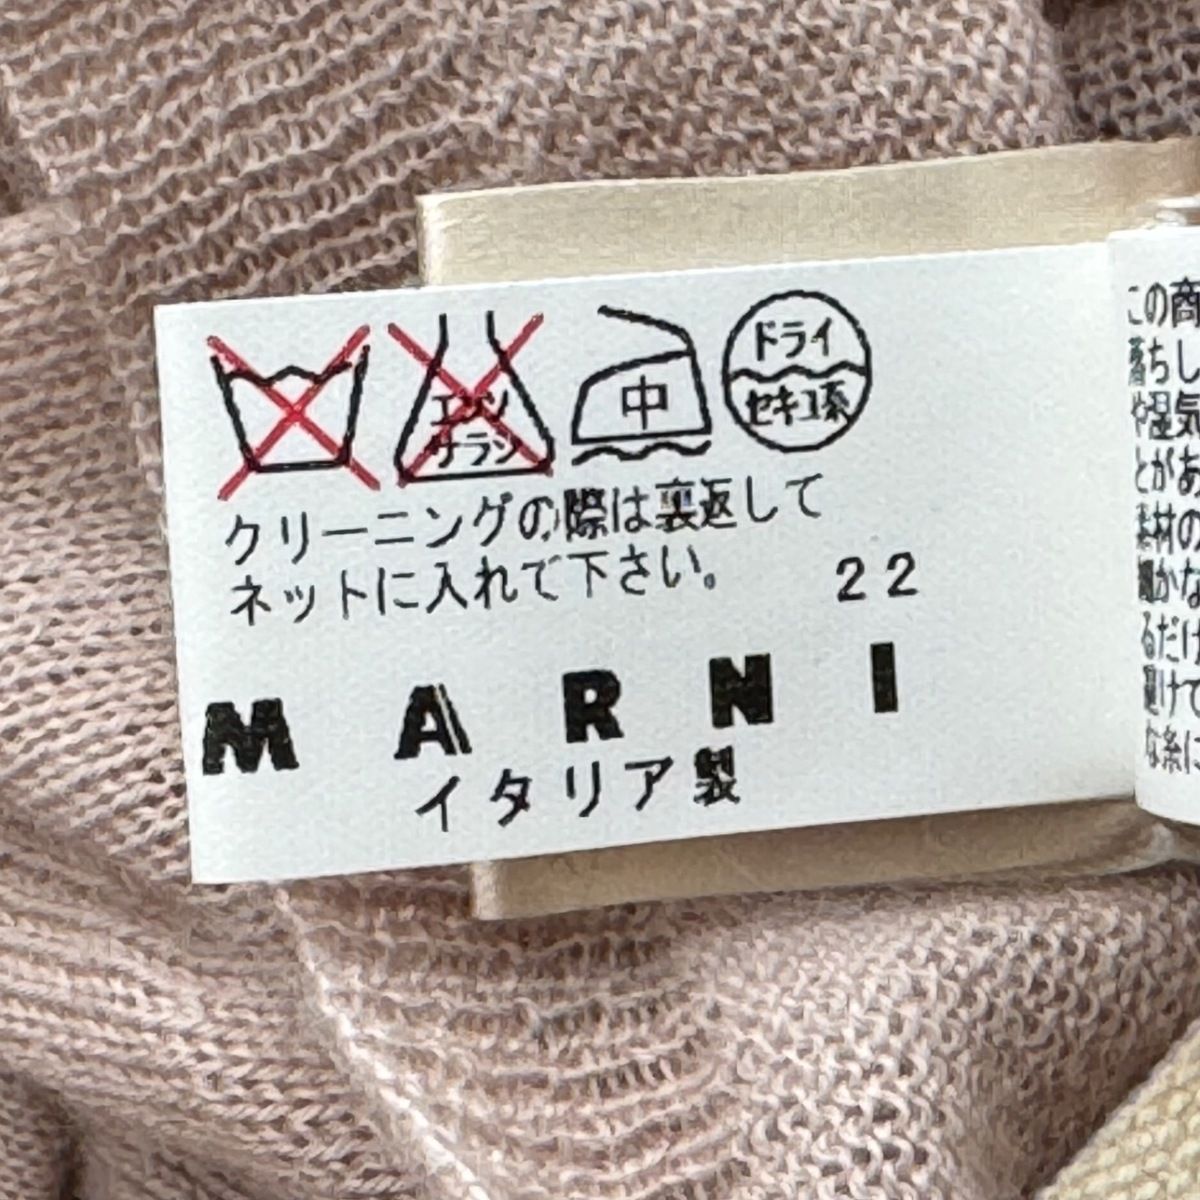 エンソ
サラシ
中
ドライ
セキユ系
クリーニングの際は裏返して
ネットに入れて下さい。
22
MARNI
イタリア製
この商
落ちし
や湿気
とがあ
素材の
細かな
るだけ
避けて
な糸に